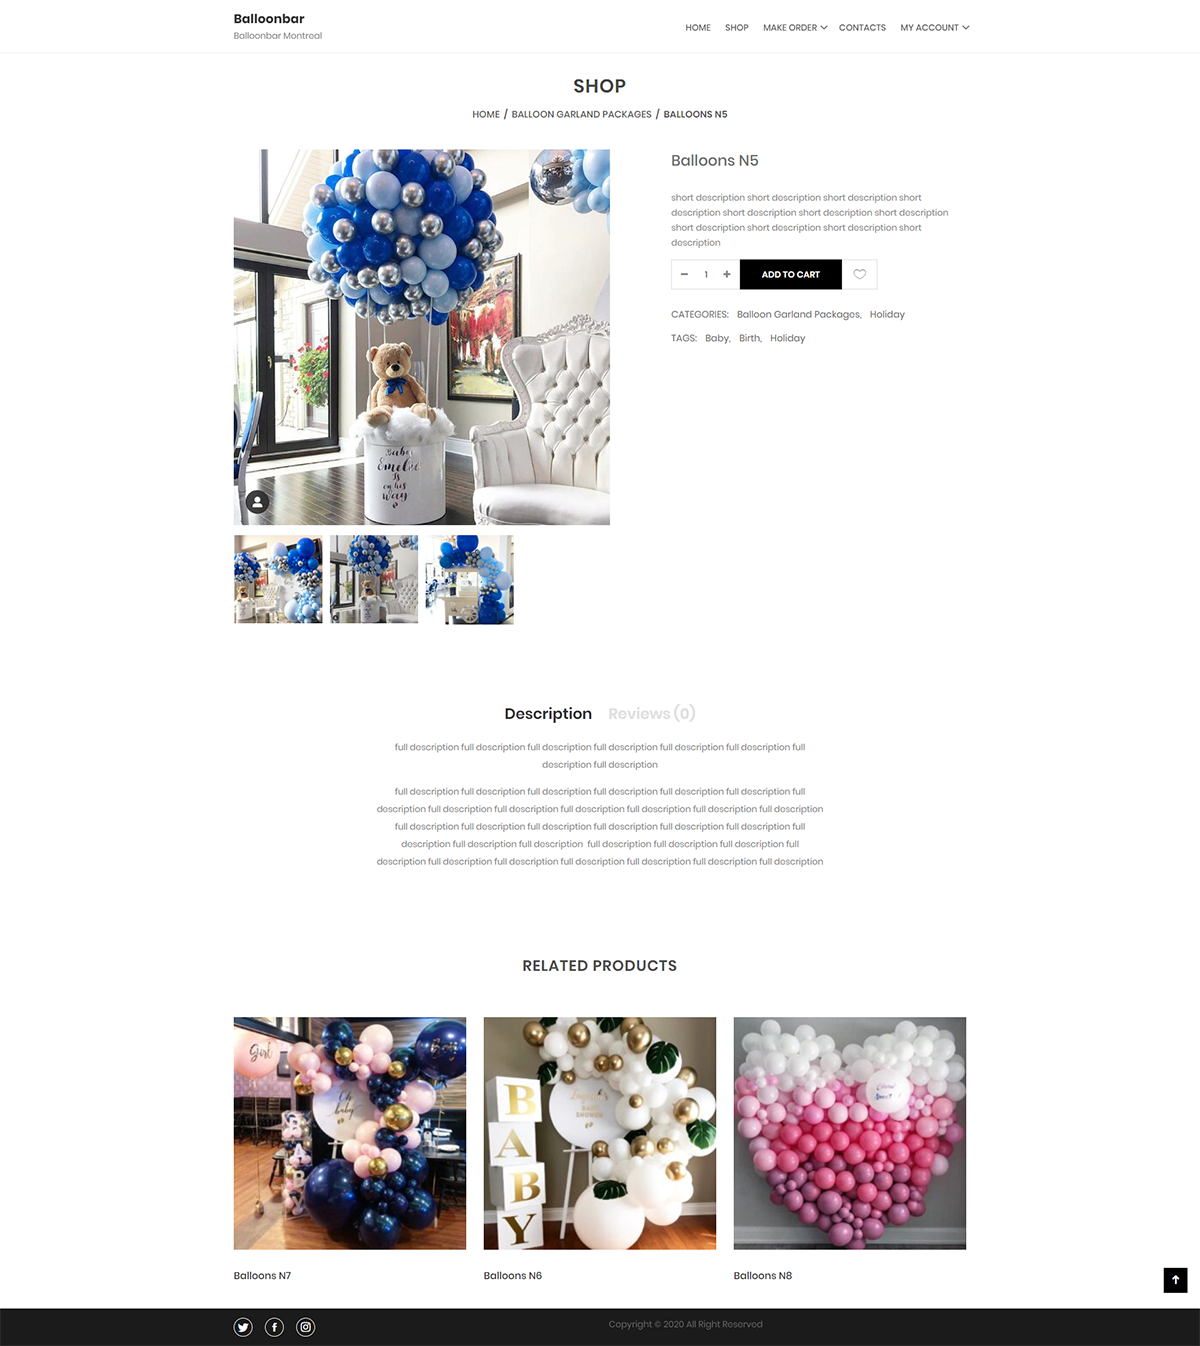 Balloonbar
Balloonbar Montreal
HOME SHOP MAKE ORDER CONTACTS MY ACCOUNT
SHOP
HOME / BALLOON GARLAND PACKAGES / BALLOONS N5
Balloons N5
short description short description short description short
description short description short description short description
short description short description short description short
description
- 1 + ADD TO CART
CATEGORIES: Balloon Garland Packages, Holiday
TAGS: Baby, Birth, Holiday
Baby
Is
on his
Way
Description Reviews (0)
full description full description full description full description full description full description full
description full description
full description full description full description full description full description full description full
description full description full description full description full description full description full description
full description full description full description full description full description full description full
description full description full description full description full description full description full
description full description full description full description full description full description full description
RELATED PRODUCTS
Girl
Boy
Oh
baby
BABY
BABY
SHOWER
Balloons N7
Balloons N6
Balloons N8
Copyright © 2020 All Right Reserved